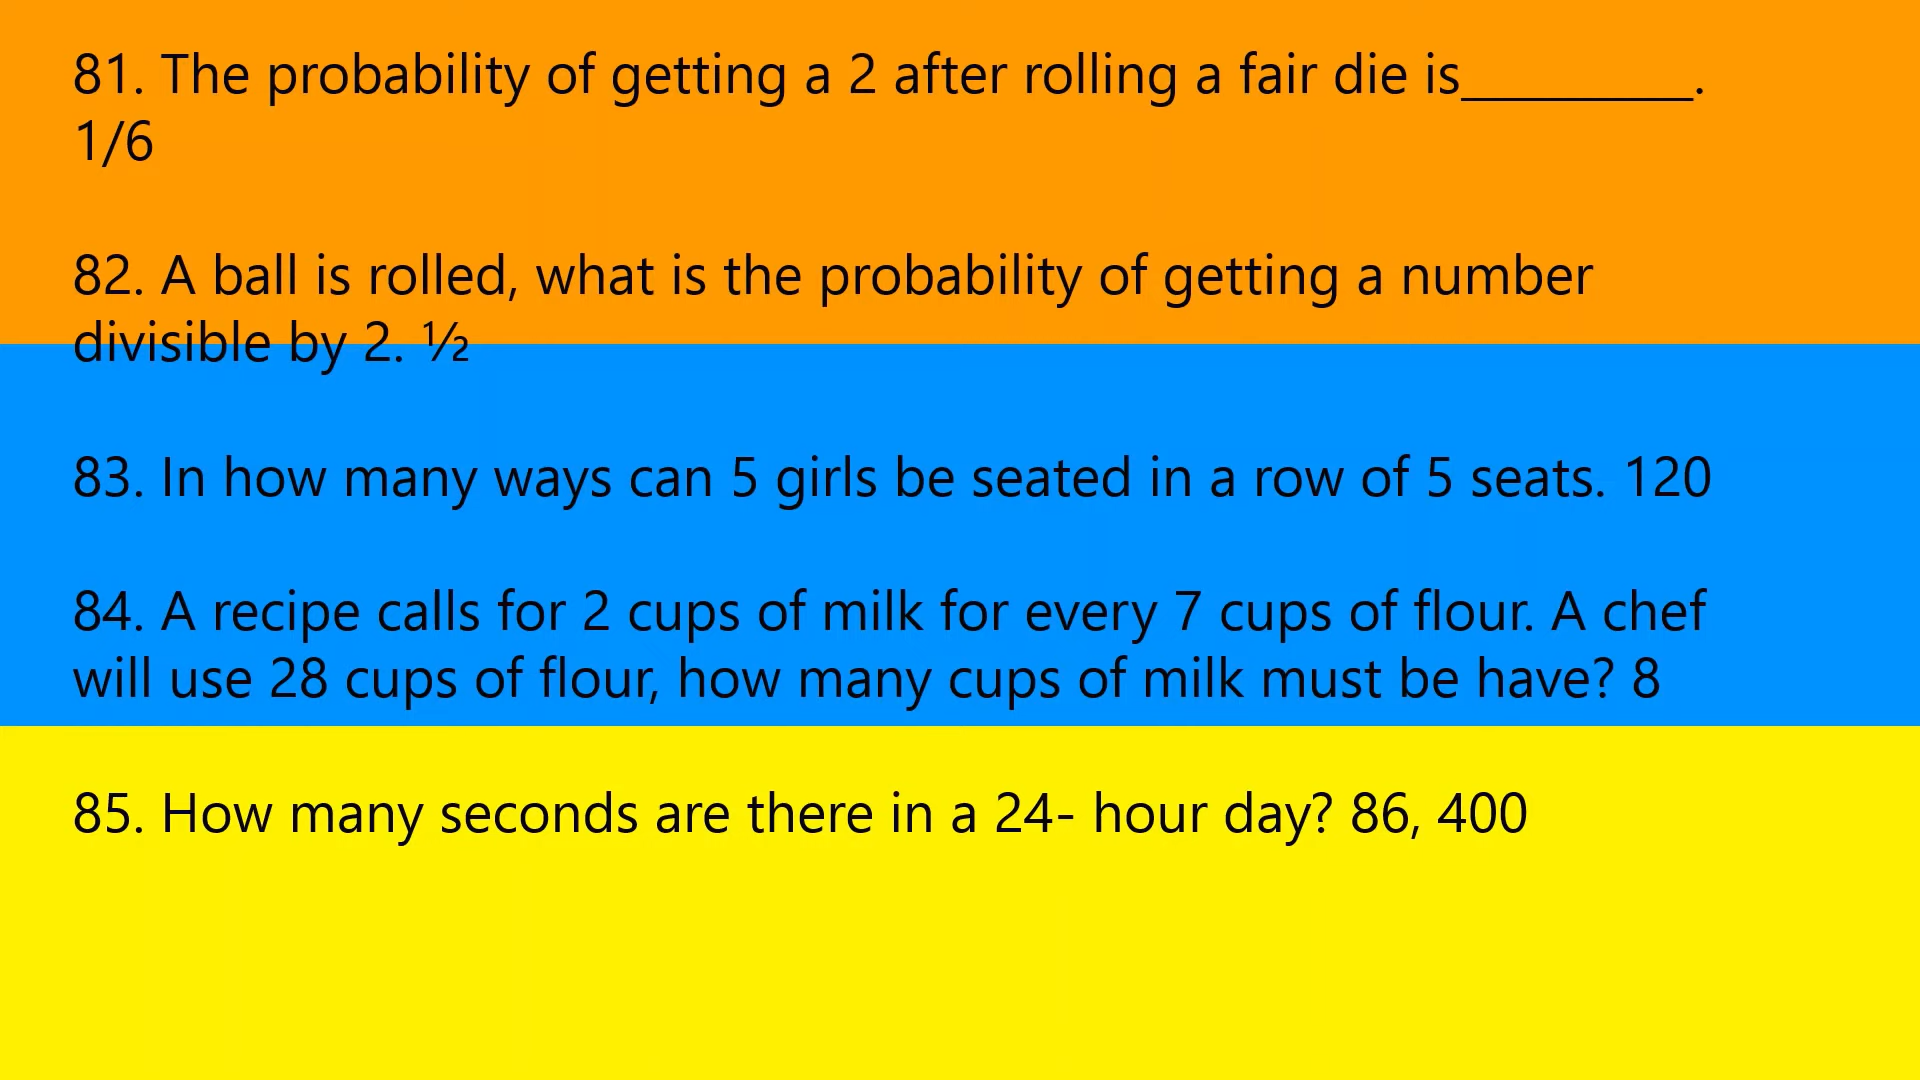 81. The probability of getting a 2 after rolling a fair die is_________.
1/6
82. A ball is rolled, what is the probability of getting a number
divisible by 2. ½
83. In how many ways can 5 girls be seated in a row of 5 seats. 120
84. A recipe calls for 2 cups of milk for every 7 cups of flour. A chef
will use 28 cups of flour, how many cups of milk must be have? 8
85. How many seconds are there in a 24- hour day? 86, 400